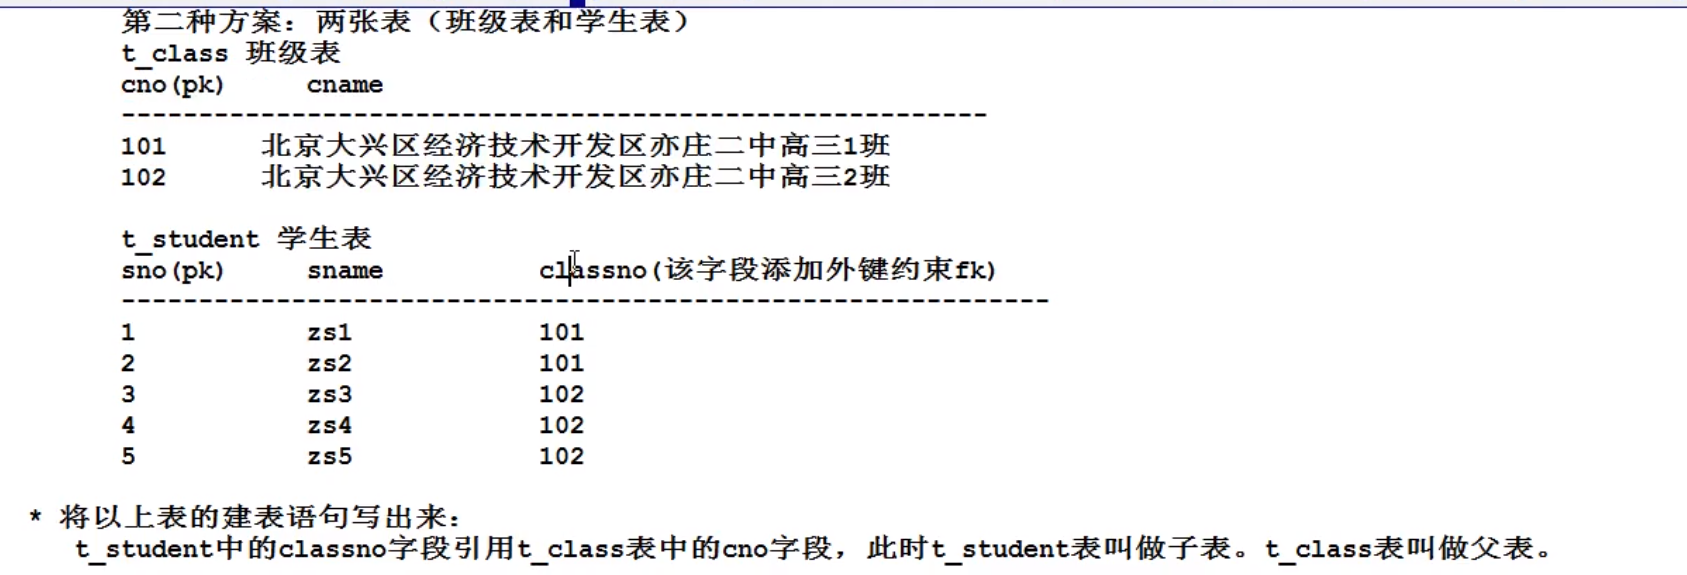 第二种方案：两张表（班级表和学生表）
t_class 班级表
cno(pk) cname
--------------------------------------------------------
101 北京大兴区经济技术开发区亦庄二中高三1班
102 北京大兴区经济技术开发区亦庄二中高三2班
t_student 学生表
sno(pk) sname classno(该字段添加外键约束fk)
------------------------------------------------------------
1 zs1 101
2 zs2 101
3 zs3 102
4 zs4 102
5 zs5 102
* 将以上表的建表语句写出来：
t_student中的classno字段引用t_class表中的cno字段，此时t_student表叫做子表。t_class表叫做父表。